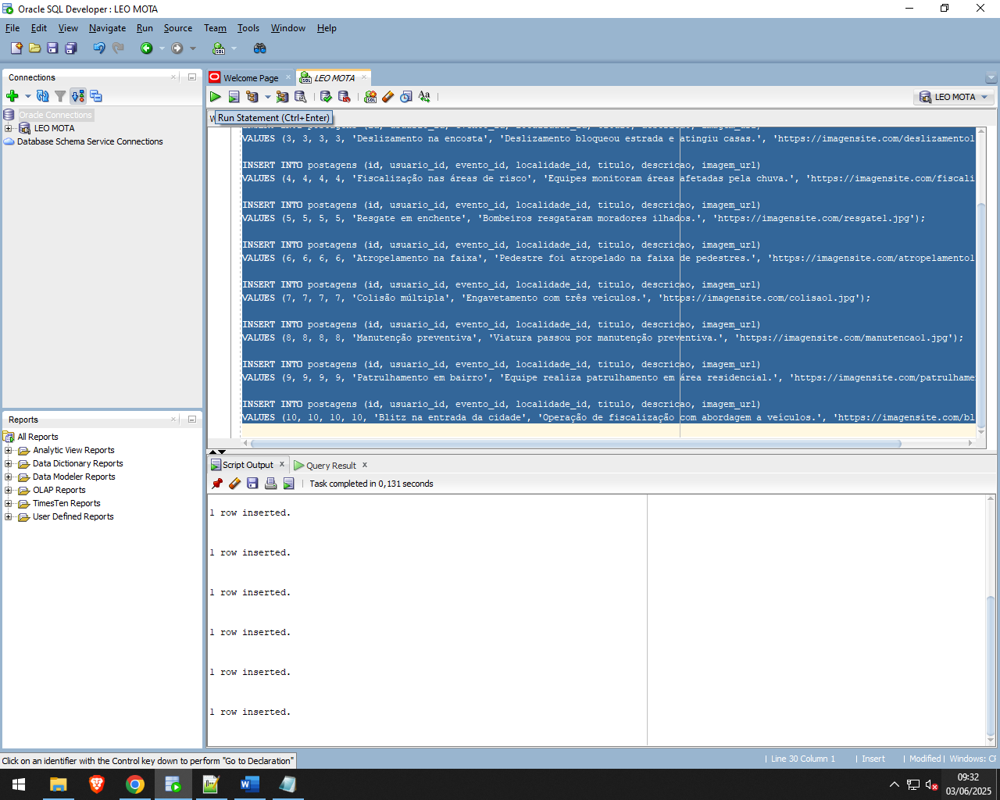 Oracle SQL Developer : LEO MOTA
File Edit View Navigate Run Source Team Tools Window Help
Connections
Oracle Connections
LEO MOTA
Database Schema Service Connections
Welcome Page
LEO MOTA
LEO MOTA
Run Statement (Ctrl+Enter)
VALUES (3, 3, 3, 3, 'Deslizamento na encosta', 'Deslizamento bloqueou estrada e atingiu casas.', 'https://imagensite.com/deslizamento1
INSERT INTO postagens (id, usuario_id, evento_id, localidade_id, titulo, descricao, imagem_url)
VALUES (4, 4, 4, 4, 'Fiscalização nas áreas de risco', 'Equipes monitoram áreas afetadas pela chuva.', 'https://imagensite.com/fiscali
INSERT INTO postagens (id, usuario_id, evento_id, localidade_id, titulo, descricao, imagem_url)
VALUES (5, 5, 5, 5, 'Resgate em enchente', 'Bombeiros resgataram moradores ilhados.', 'https://imagensite.com/resgate1.jpg');
INSERT INTO postagens (id, usuario_id, evento_id, localidade_id, titulo, descricao, imagem_url)
VALUES (6, 6, 6, 6, 'Atropelamento na faixa', 'Pedestre foi atropelado na faixa de pedestres.', 'https://imagensite.com/atropelamento1
INSERT INTO postagens (id, usuario_id, evento_id, localidade_id, titulo, descricao, imagem_url)
VALUES (7, 7, 7, 7, 'Colisão múltipla', 'Engavetamento com três veículos.', 'https://imagensite.com/colisao1.jpg');
INSERT INTO postagens (id, usuario_id, evento_id, localidade_id, titulo, descricao, imagem_url)
VALUES (8, 8, 8, 8, 'Manutenção preventiva', 'Viatura passou por manutenção preventiva.', 'https://imagensite.com/manutencao1.jpg');
INSERT INTO postagens (id, usuario_id, evento_id, localidade_id, titulo, descricao, imagem_url)
VALUES (9, 9, 9, 9, 'Patrulhamento em bairro', 'Equipe realiza patrulhamento em área residencial.', 'https://imagensite.com/patrulhame
INSERT INTO postagens (id, usuario_id, evento_id, localidade_id, titulo, descricao, imagem_url)
VALUES (10, 10, 10, 10, 'Blitz na entrada da cidade', 'Operação de fiscalização com abordagem a veículos.', 'https://imagensite.com/bl
Reports
All Reports
Analytic View Reports
Data Dictionary Reports
Data Modeler Reports
OLAP Reports
TimesTen Reports
User Defined Reports
Script Output x Query Result x
Task completed in 0,131 seconds
1 row inserted.
1 row inserted.
1 row inserted.
1 row inserted.
1 row inserted.
1 row inserted.
Click on an identifier with the Control key down to perform "Go to Declaration"
Line 30 Column 1 | Insert | Modified | Windows: CF
09:32
03/06/2025